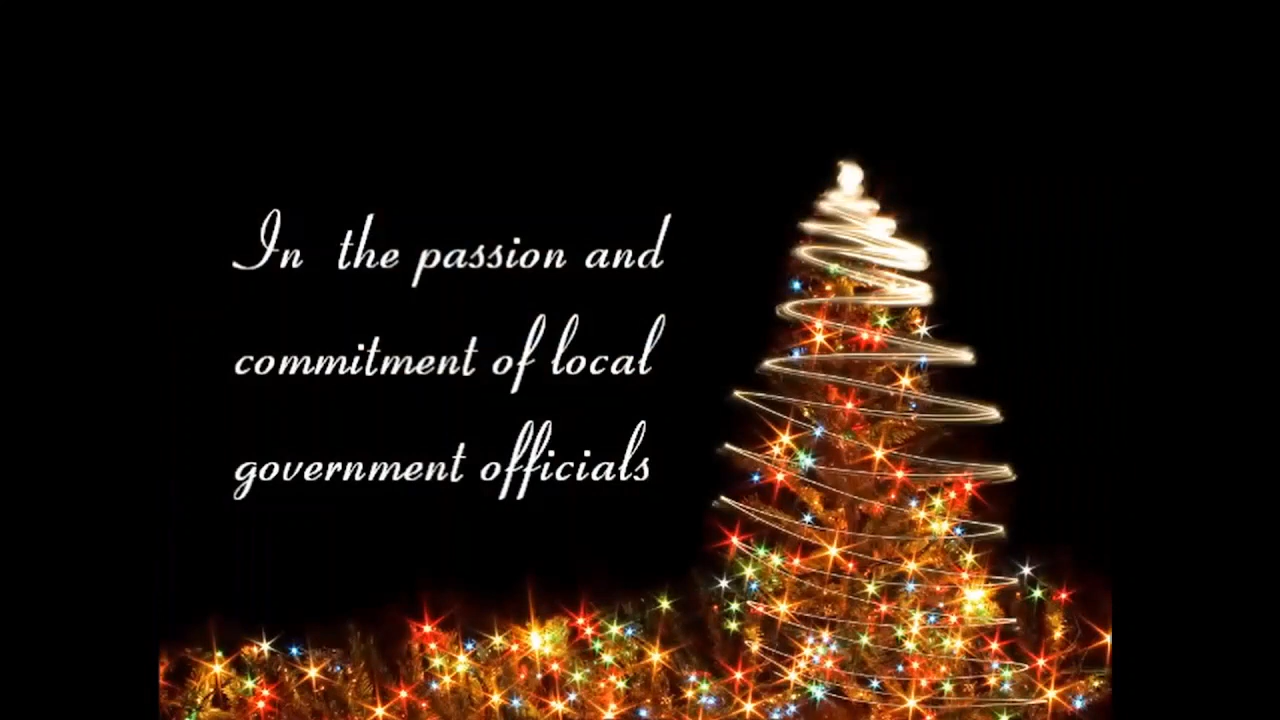 In the passion and
commitment of local
government officials